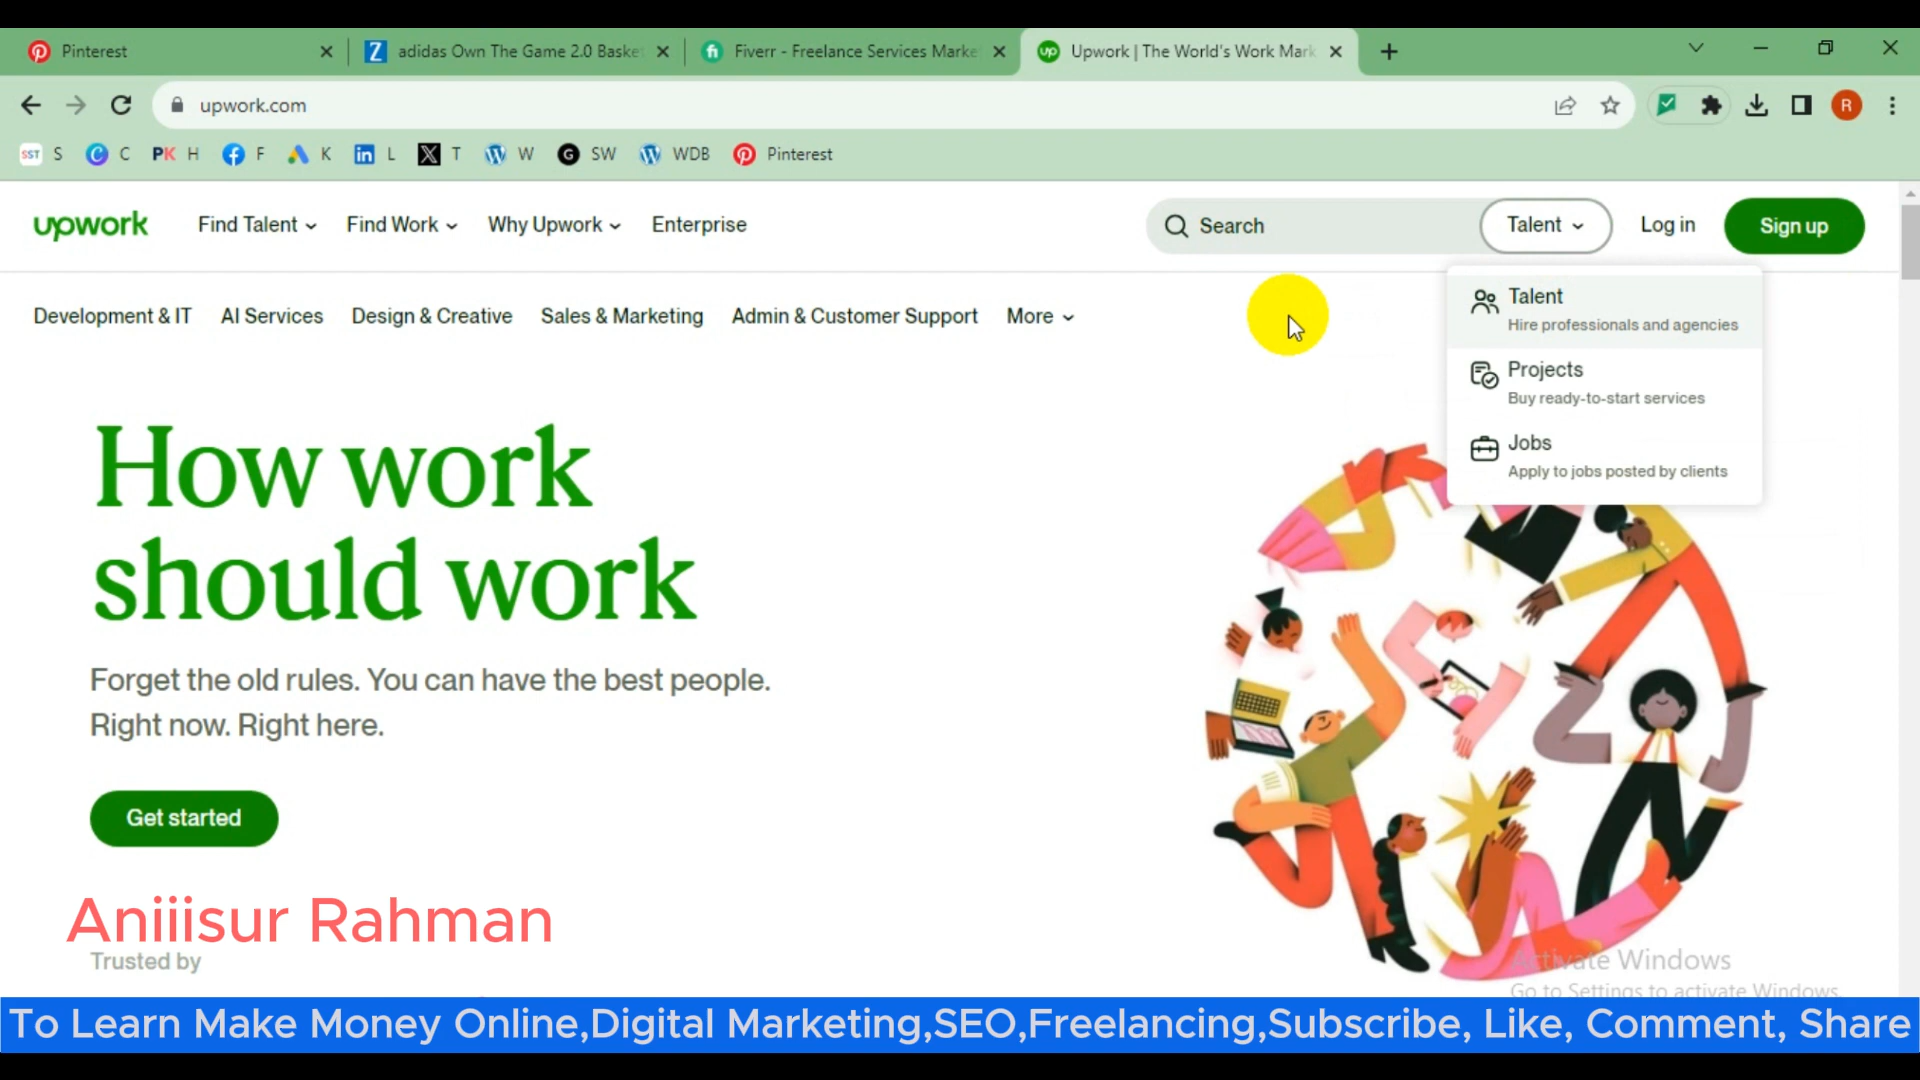 Pinterest
adidas Own The Game 2.0 Baske
Fiverr - Freelance Services Marke
Upwork | The World's Work Mark
upwork.com
R
SST S C PK H F K in L X T W G SW WDB Pinterest
upwork Find Talent Find Work Why Upwork Enterprise Search Talent Log in Sign up
Development & IT AI Services Design & Creative Sales & Marketing Admin & Customer Support More
Talent
Hire professionals and agencies
Projects
Buy ready-to-start services
Jobs
Apply to jobs posted by clients
How work
should work
Forget the old rules. You can have the best people.
Right now. Right here.
Get started
Aniiisur Rahman
Trusted by
Activate Windows
Go to Settings to activate Windows.
To Learn Make Money Online,Digital Marketing,SEO,Freelancing,Subscribe, Like, Comment, Share